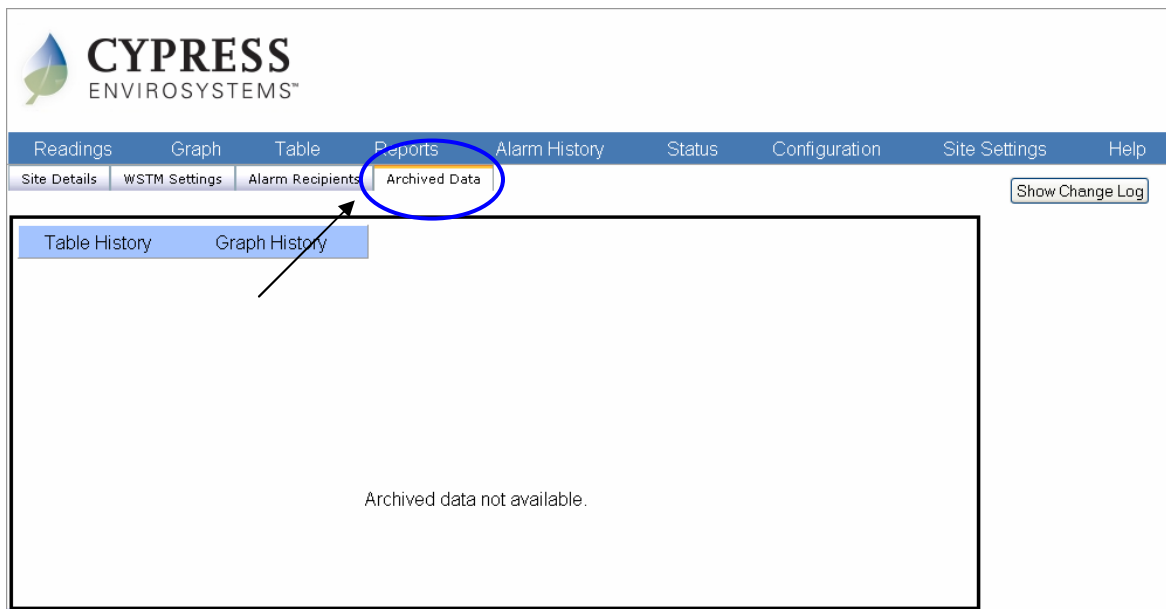 CYPRESS
ENVIROSYSTEMS™
Readings Graph Table Reports Alarm History Status Configuration Site Settings Help
Site Details WSTM Settings Alarm Recipients Archived Data
Show Change Log
Table History Graph History
Archived data not available.